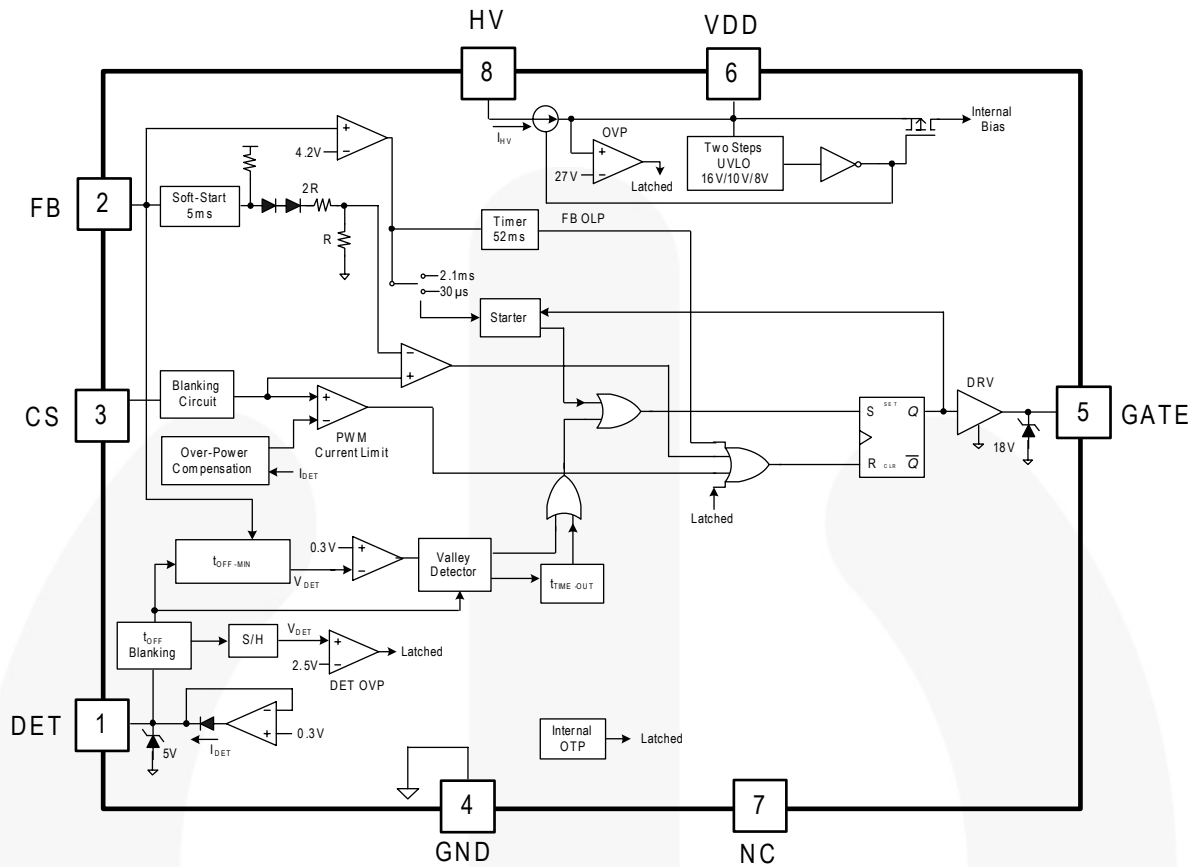 HV
VDD
8
6
Internal
Bias
I_HV
OVP
27V
Latched
Two Steps
UVLO
16V/10V/8V
4.2V
FB
2
Soft-Start
5ms
2R
R
Timer
52ms
FB OLP
2.1ms
30µs
Starter
CS
3
Blanking
Circuit
PWM
Current Limit
Over-Power
Compensation
I_DET
S
SET
Q
R
CLR
Q̅
DRV
18V
5
GATE
Latched
t_OFF-MIN
0.3V
V_DET
Valley
Detector
t_TIME-OUT
t_OFF
Blanking
S/H
V_DET
2.5V
DET OVP
Latched
DET
1
5V
I_DET
0.3V
Internal
OTP
Latched
4
GND
7
NC